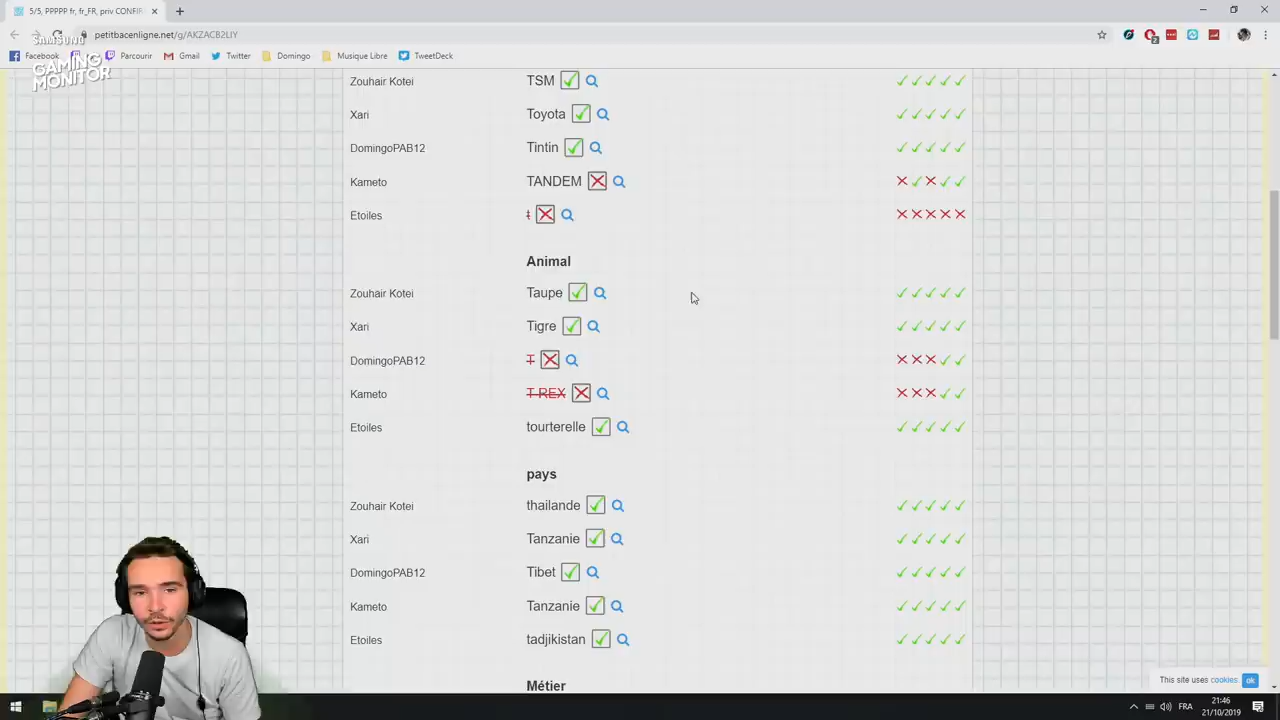 5/5, PPPPP fr, fr_FR, priv CONFIR
petitbacenligne.net/g/AKZACB2LIY
Facebook
Parcourir
Gmail
Twitter
Domingo
Musique Libre
TweetDeck
SAMSUNG
GAMING
MONITOR
Zouhair Kotei TSM
Xari Toyota
DomingoPAB12 Tintin
Kameto TANDEM
Etoiles t
Animal
Zouhair Kotei Taupe
Xari Tigre
DomingoPAB12 T
Kameto T-REX
Etoiles tourterelle
pays
Zouhair Kotei thailande
Xari Tanzanie
DomingoPAB12 Tibet
Kameto Tanzanie
Etoiles tadjikistan
Métier
This site uses cookies. ok
FRA
21:46
21/10/2019